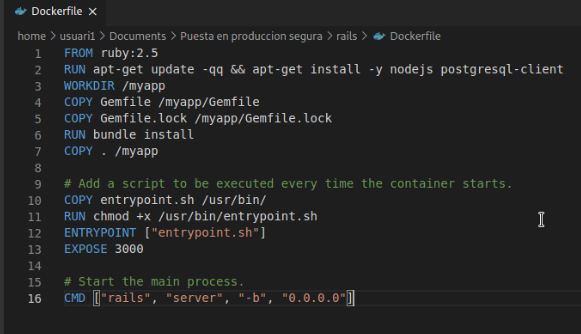 Dockerfile ×
home > usuari1 > Documents > Puesta en produccion segura > rails > Dockerfile
1 FROM ruby:2.5
2 RUN apt-get update -qq && apt-get install -y nodejs postgresql-client
3 WORKDIR /myapp
4 COPY Gemfile /myapp/Gemfile
5 COPY Gemfile.lock /myapp/Gemfile.lock
6 RUN bundle install
7 COPY . /myapp
8
9 # Add a script to be executed every time the container starts.
10 COPY entrypoint.sh /usr/bin/
11 RUN chmod +x /usr/bin/entrypoint.sh
12 ENTRYPOINT ["entrypoint.sh"]
13 EXPOSE 3000
14
15 # Start the main process.
16 CMD ["rails", "server", "-b", "0.0.0.0"]